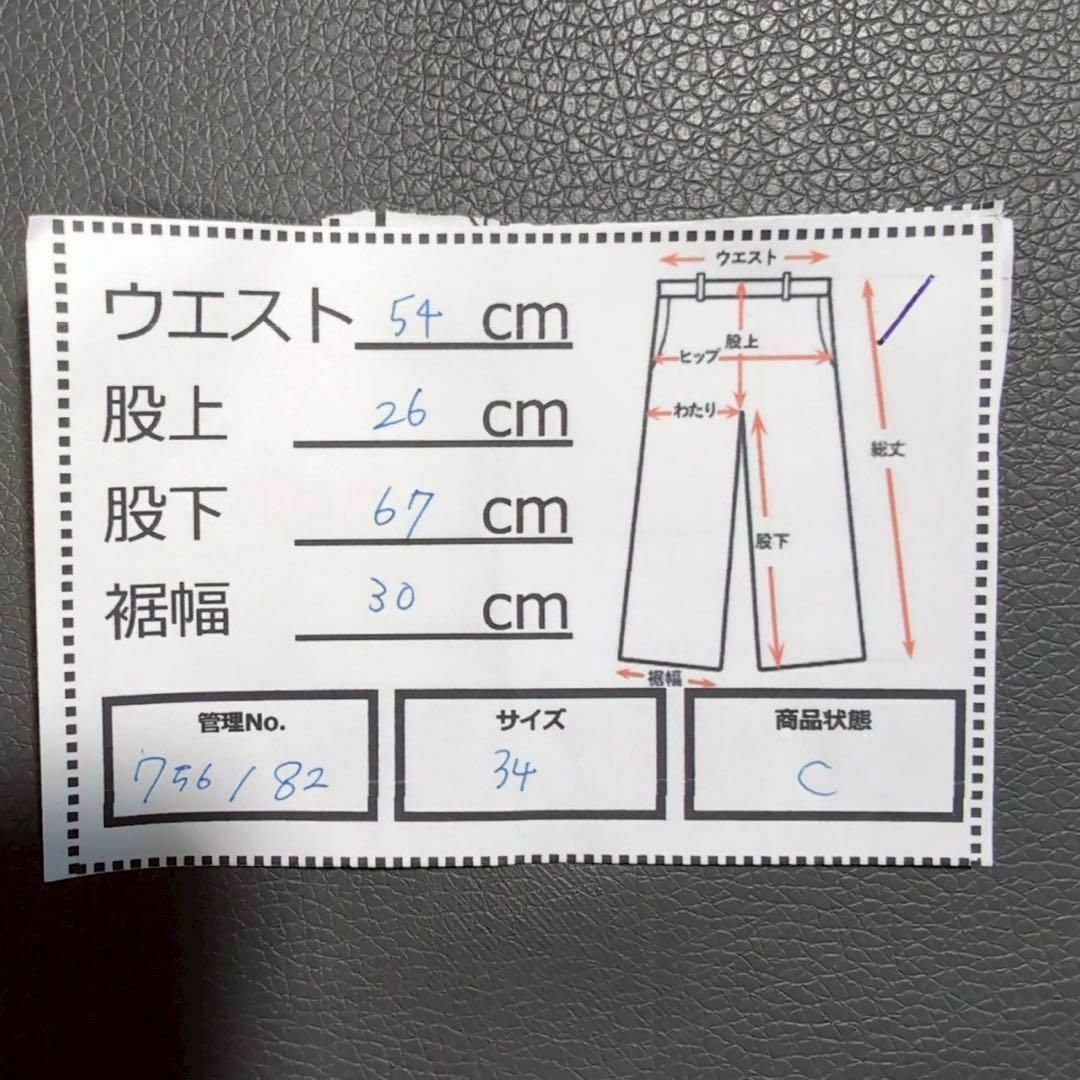 ウエスト 54 cm
股上 26 cm
股下 67 cm
裾幅 30 cm
ウエスト
股上
ヒップ
わたり
総丈
股下
裾幅
管理No.
756/82
サイズ
34
商品状態
C